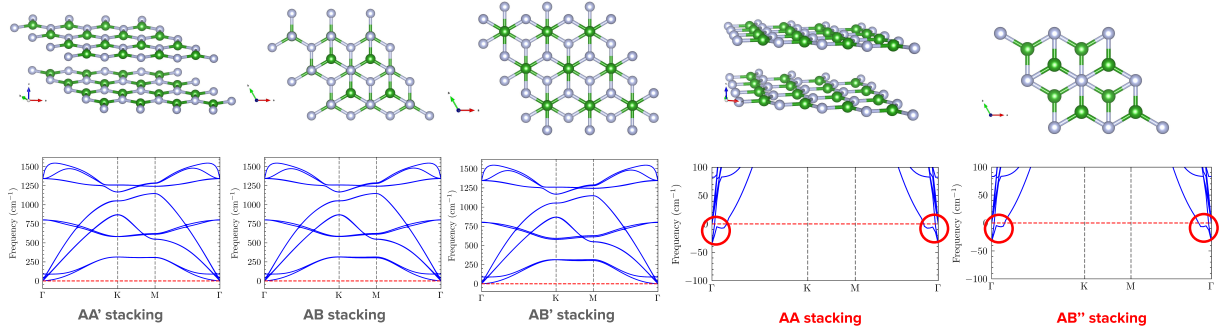 1500
1250
1000
750
500
250
0
Frequency (cm⁻¹)
Γ K M Γ
AA’ stacking
1500
1250
1000
750
500
250
0
Frequency (cm⁻¹)
Γ K M Γ
AB stacking
1500
1250
1000
750
500
250
0
Frequency (cm⁻¹)
Γ K M Γ
AB’ stacking
100
50
0
−50
−100
Frequency (cm⁻¹)
Γ K M Γ
AA stacking
100
50
0
−50
−100
Frequency (cm⁻¹)
Γ K M Γ
AB’’ stacking